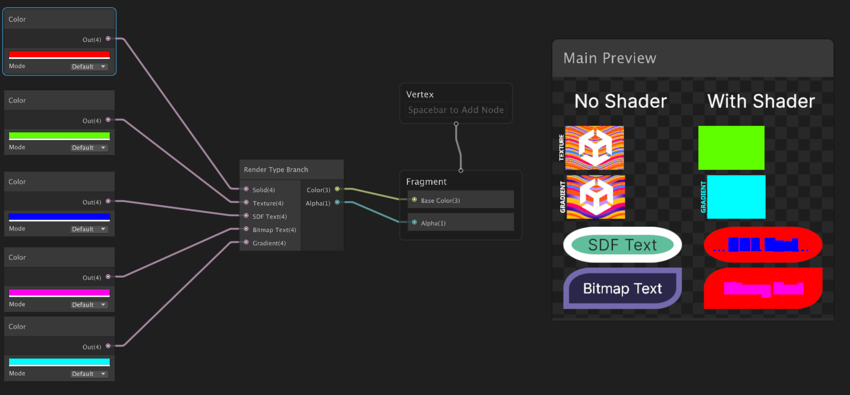 Color
Out(4)
Mode
Default
Color
Out(4)
Mode
Default
Color
Out(4)
Mode
Default
Color
Out(4)
Mode
Default
Color
Out(4)
Mode
Default
Render Type Branch
Solid(4)
Texture(4)
SDF Text(4)
Bitmap Text(4)
Gradient(4)
Color(3)
Alpha(1)
Vertex
Spacebar to Add Node
Fragment
Base Color(3)
Alpha(1)
Main Preview
No Shader
With Shader
TEXTURE
GRADIENT
GRADIENT
SDF Text
Bitmap Text